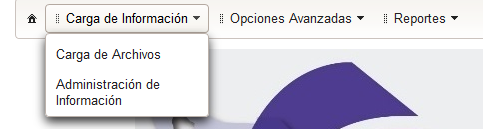 Carga de Información Opciones Avanzadas Reportes
Carga de Archivos
Administración de
Información